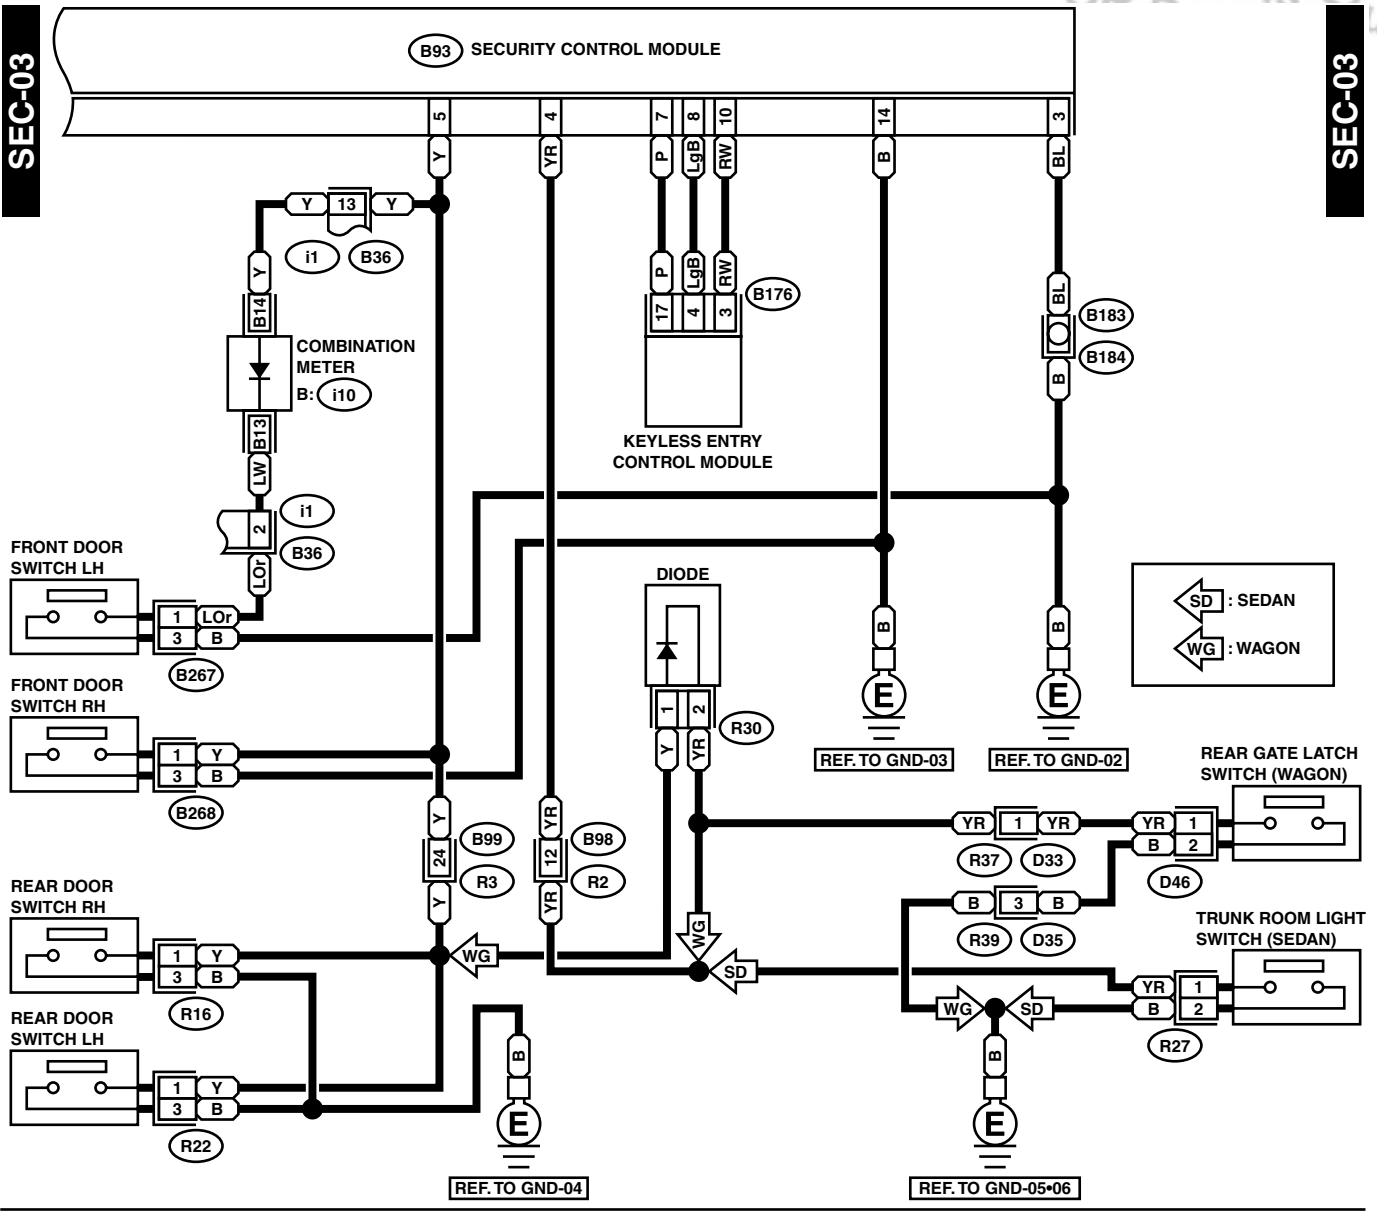 SEC-03
SEC-03
B93 SECURITY CONTROL MODULE
5 4 7 8 10 14 3
Y YR P LgB RW B BL
Y 13 Y
i1 B36
Y
P LgB RW
BL
B176
B14
17 4 3
B183
COMBINATION
METER
B: i10
B184
B
B13
KEYLESS ENTRY
CONTROL MODULE
LW
i1
2
B36
FRONT DOOR
SWITCH LH
LOr
DIODE
SD : SEDAN
1 LOr
3 B
B B
WG : WAGON
B267
FRONT DOOR
SWITCH RH
E E
1 2
R30
Y YR
REF. TO GND-03
REF. TO GND-02
REAR GATE LATCH
SWITCH (WAGON)
1 Y
3 B
B268
Y YR
YR 1 YR
YR 1
B 2
B99 B98
24 12
R37 D33
R3 R2
D46
REAR DOOR
SWITCH RH
Y YR
B 3 B
TRUNK ROOM LIGHT
SWITCH (SEDAN)
WG
R39 D35
1 Y
3 B
WG
SD
YR 1
B 2
WG SD
R16
REAR DOOR
SWITCH LH
R27
B B
1 Y
3 B
E E
R22
REF. TO GND-04
REF. TO GND-05•06